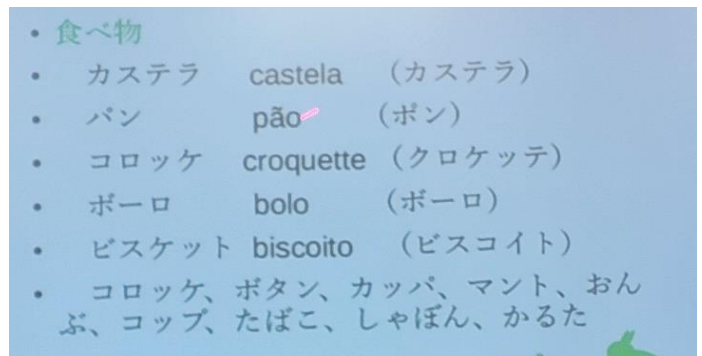 • 食べ物
• カステラ castela （カステラ）
• パン pão （ポン）
• コロッケ croquette （クロケッテ）
• ボーロ bolo （ボーロ）
• ビスケット biscoito （ビスコイト）
• コロッケ、ボタン、カッパ、マント、おん
ぶ、コップ、たばこ、しゃぼん、かるた